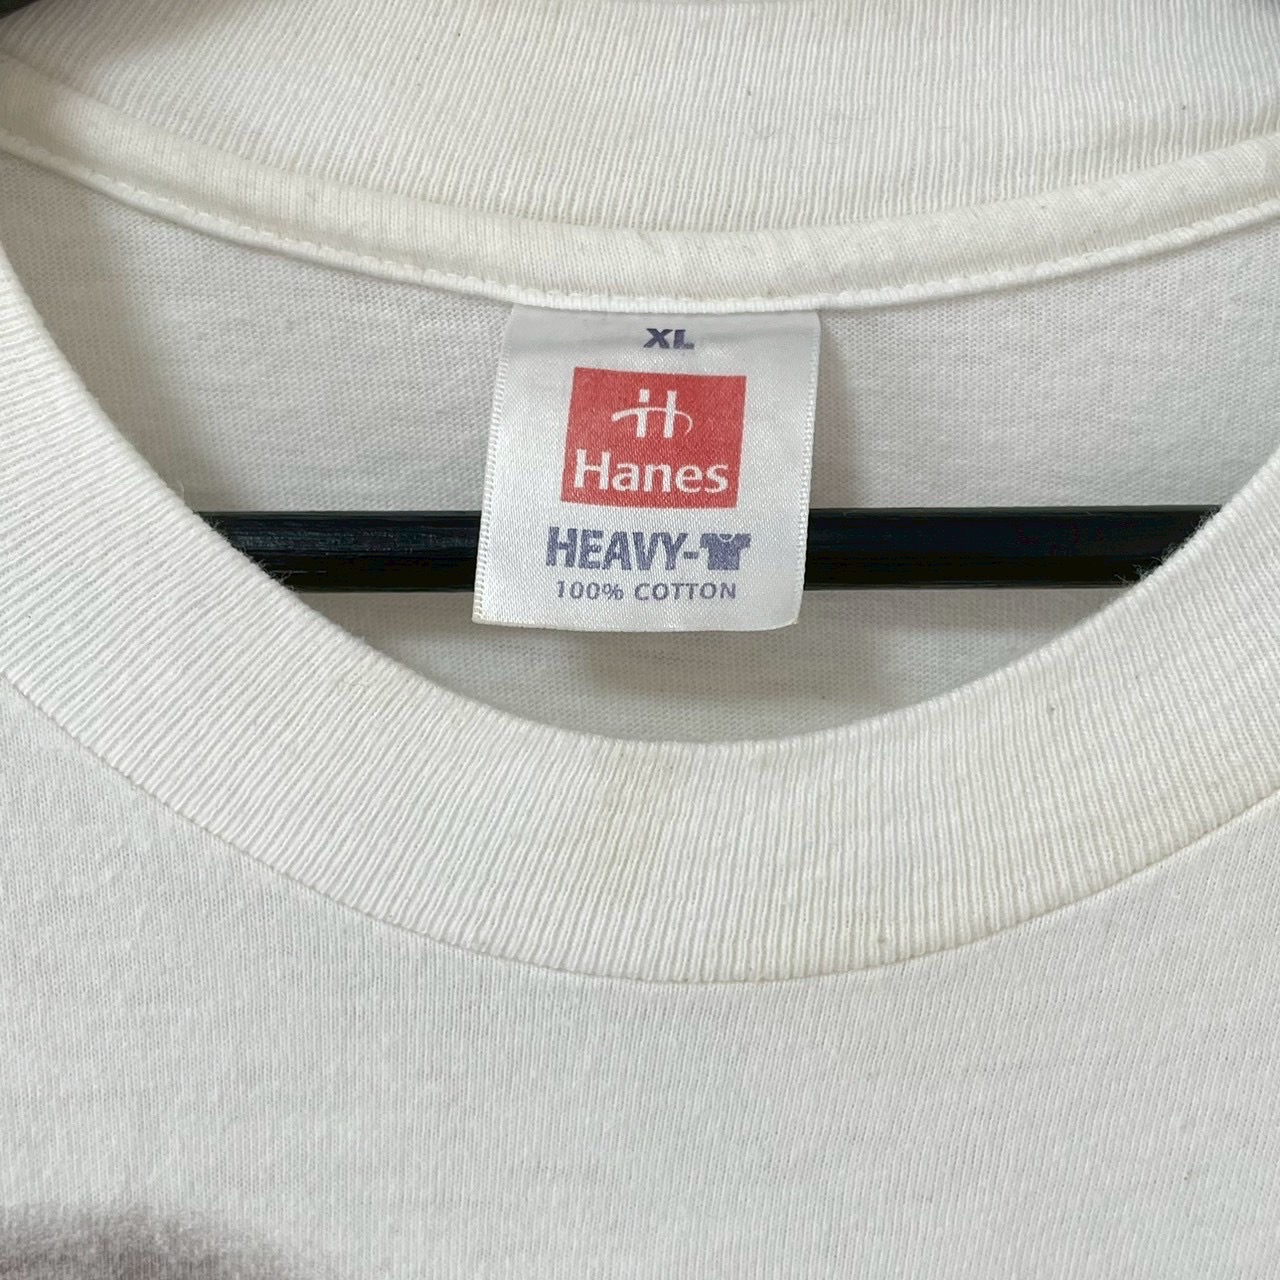 XL
H
Hanes
HEAVY-T
100% COTTON